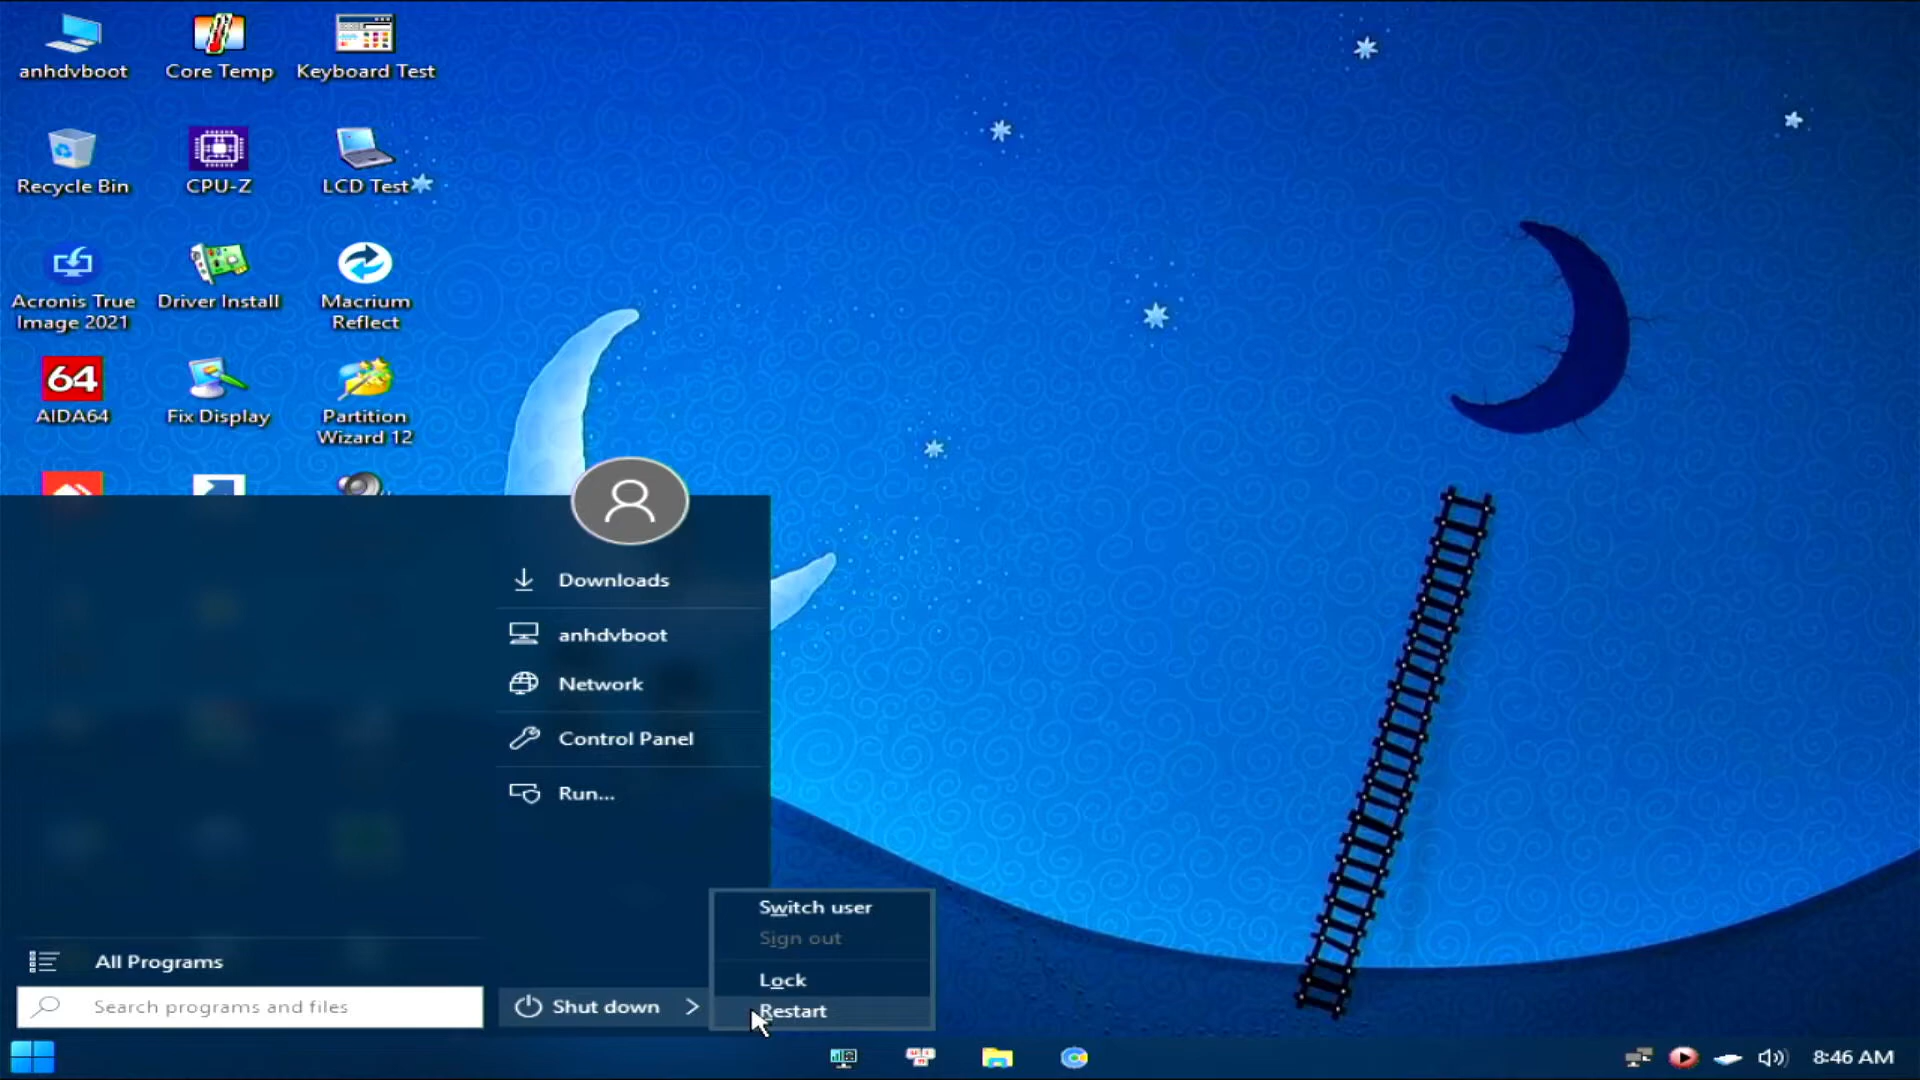 anhdvboot
Core Temp
Keyboard Test
Recycle Bin
CPU-Z
LCD Test
Acronis True
Image 2021
Driver Install
Macrium
Reflect
64
AIDA64
Fix Display
Partition
Wizard 12
Downloads
anhdvboot
Network
Control Panel
Run...
Switch user
Sign out
Lock
Restart
All Programs
Search programs and files
Shut down
8:46 AM